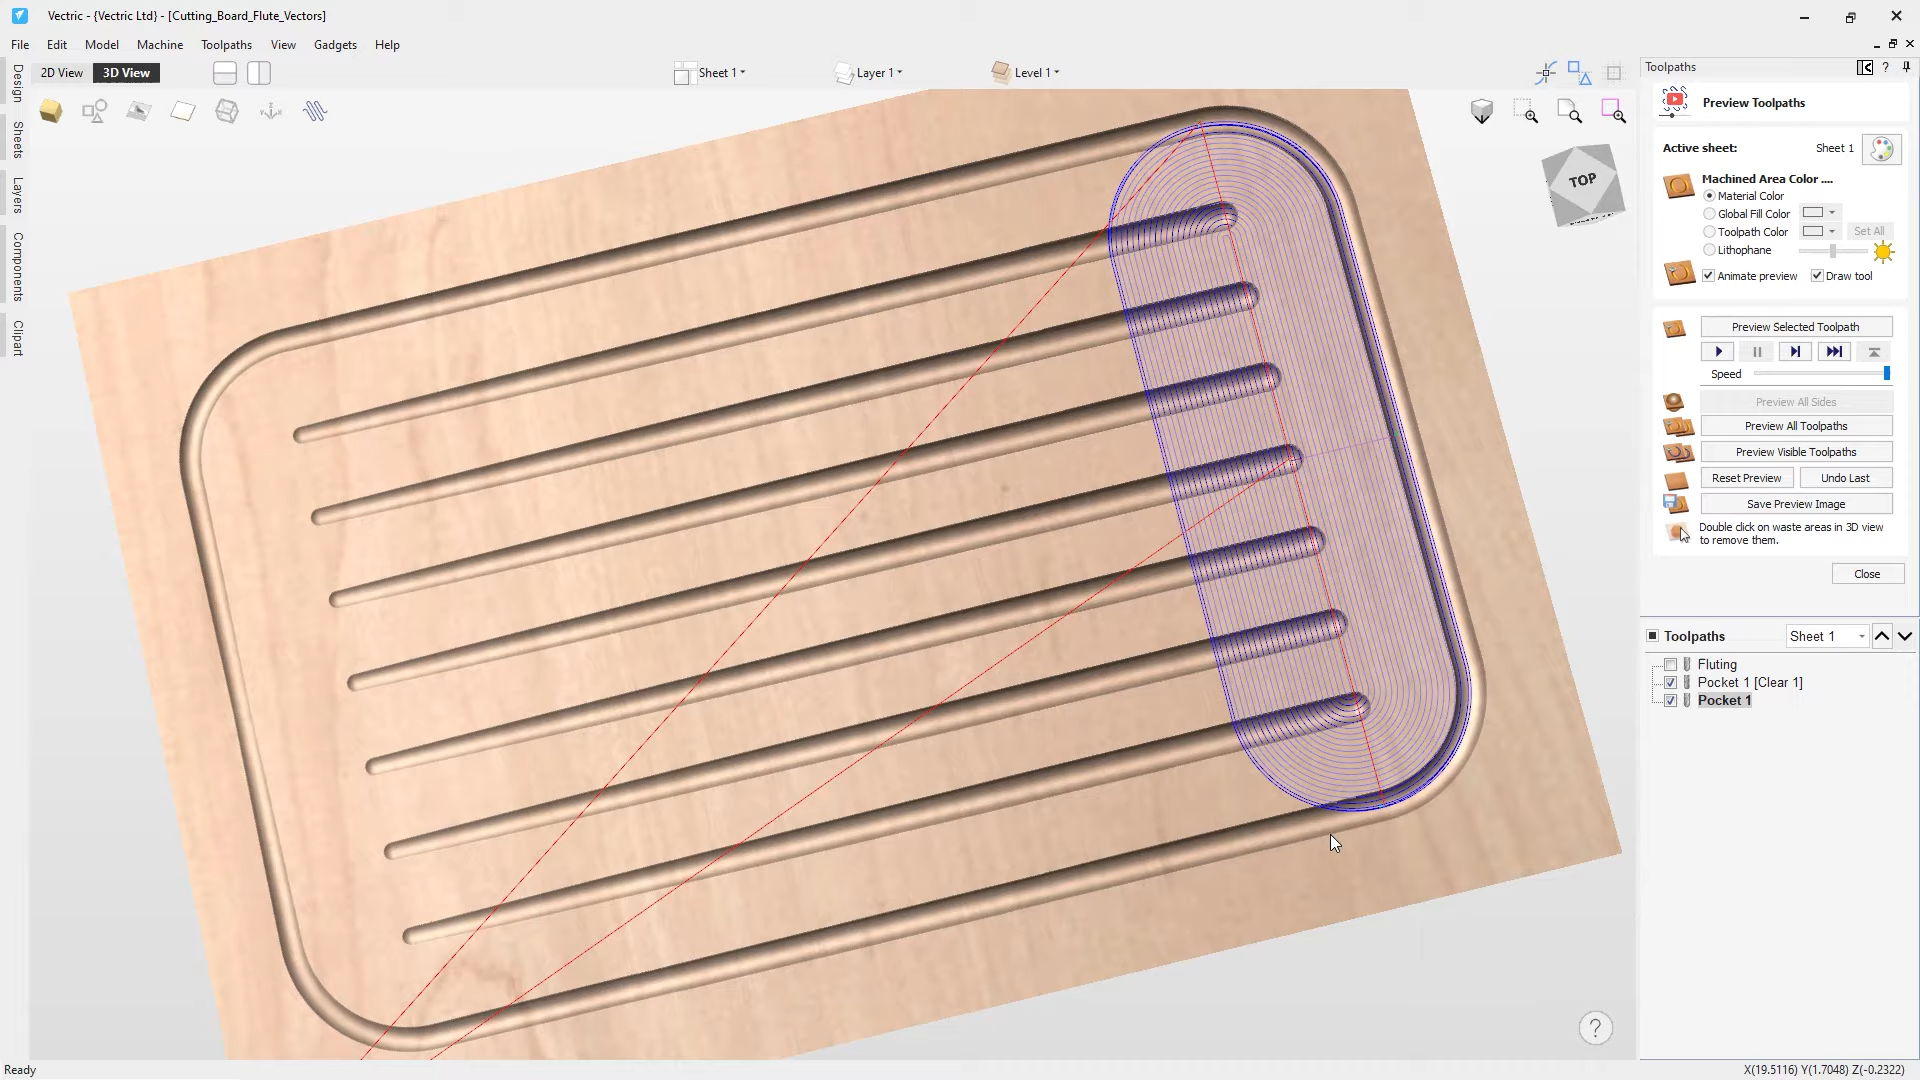 Vectric - {Vectric Ltd} - [Cutting_Board_Flute_Vectors]
File Edit Model Machine Toolpaths View Gadgets Help
2D View 3D View Sheet 1 Layer 1 Level 1
Design
Sheets
Layers
Components
Clipart
TOP
Toolpaths
Preview Toolpaths
Active sheet: Sheet 1
Machined Area Color ....
Material Color
Global Fill Color
Toolpath Color Set All
Lithophane
Animate preview Draw tool
Preview Selected Toolpath
Speed
Preview All Sides
Preview All Toolpaths
Preview Visible Toolpaths
Reset Preview Undo Last
Save Preview Image
Double click on waste areas in 3D view
to remove them.
Close
Toolpaths Sheet 1
Fluting
Pocket 1 [Clear 1]
Pocket 1
?
Ready
X(19.5116) Y(1.7048) Z(-0.2322)